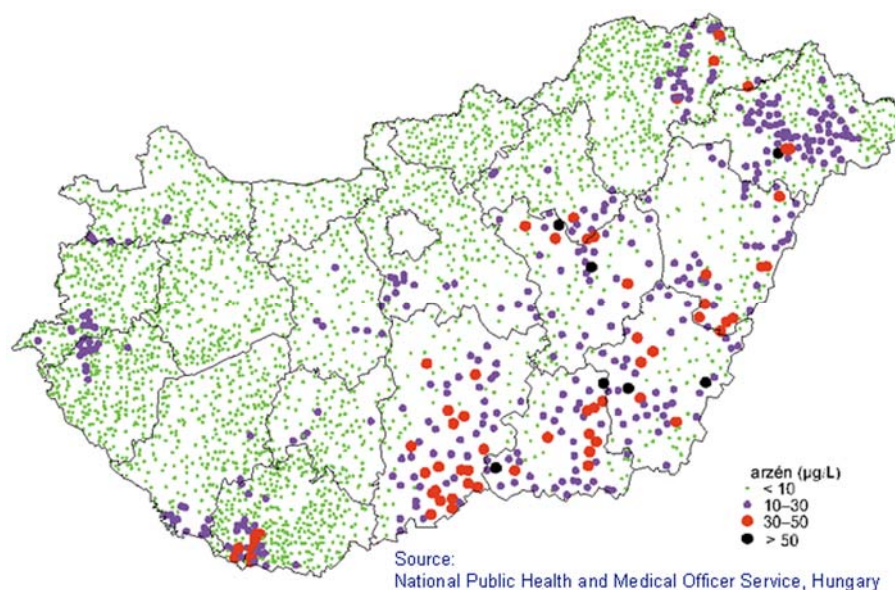 arzén (µg/L)
< 10
10–30
30–50
> 50
Source:
National Public Health and Medical Officer Service, Hungary